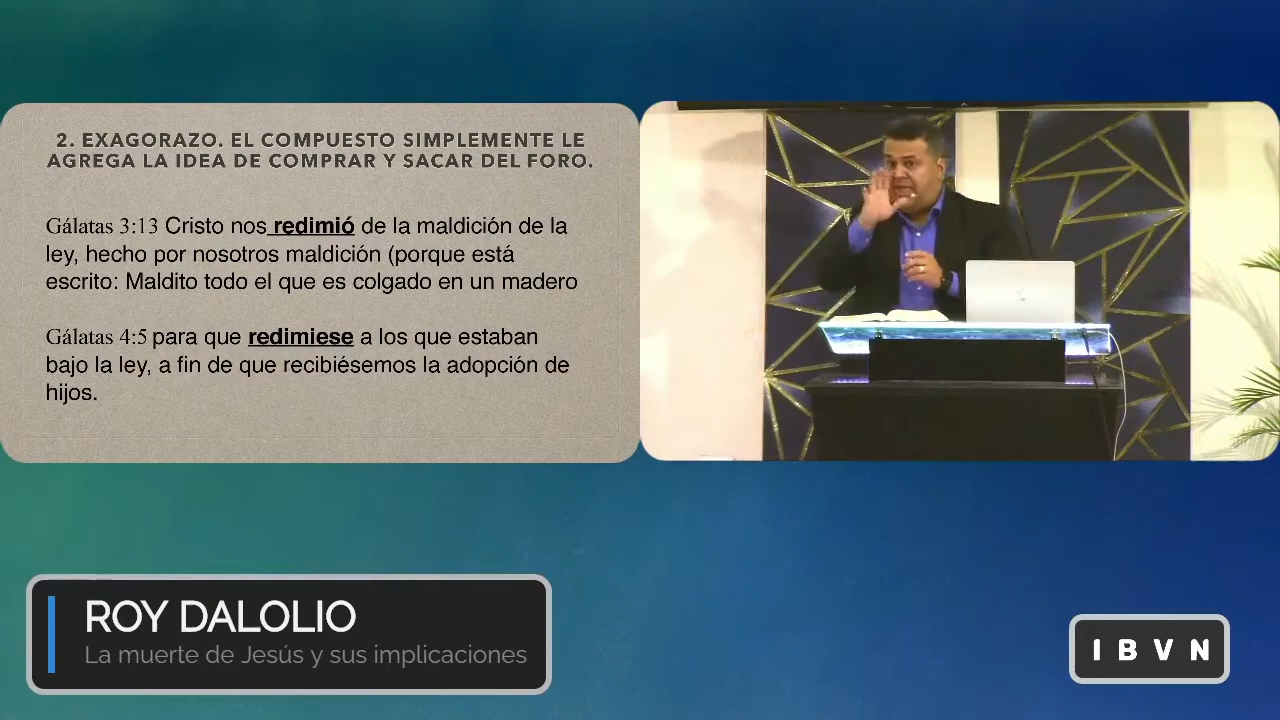 2. EXAGORAZO. EL COMPUESTO SIMPLEMENTE LE
AGREGA LA IDEA DE COMPRAR Y SACAR DEL FORO.
Gálatas 3:13 Cristo nos redimió de la maldición de la
ley, hecho por nosotros maldición (porque está
escrito: Maldito todo el que es colgado en un madero
Gálatas 4:5 para que redimiese a los que estaban
bajo la ley, a fin de que recibiésemos la adopción de
hijos.
ROY DALOLIO
La muerte de Jesús y sus implicaciones
IBVN